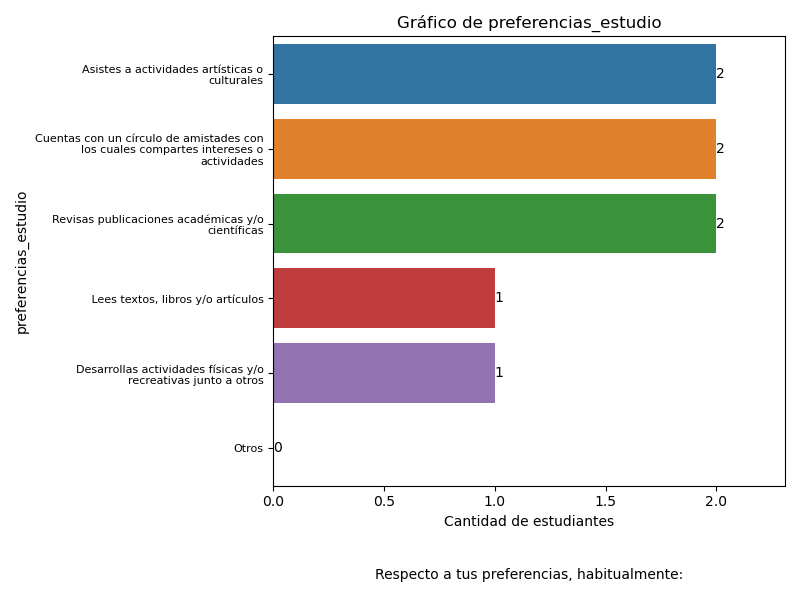 Gráfico de preferencias_estudio
Asistes a actividades artísticas o
culturales
2
Cuentas con un círculo de amistades con
los cuales compartes intereses o
actividades
2
Revisas publicaciones académicas y/o
científicas
2
Lees textos, libros y/o artículos
1
Desarrollas actividades físicas y/o
recreativas junto a otros
1
Otros
0
preferencias_estudio
0.0 0.5 1.0 1.5 2.0
Cantidad de estudiantes
Respecto a tus preferencias, habitualmente: